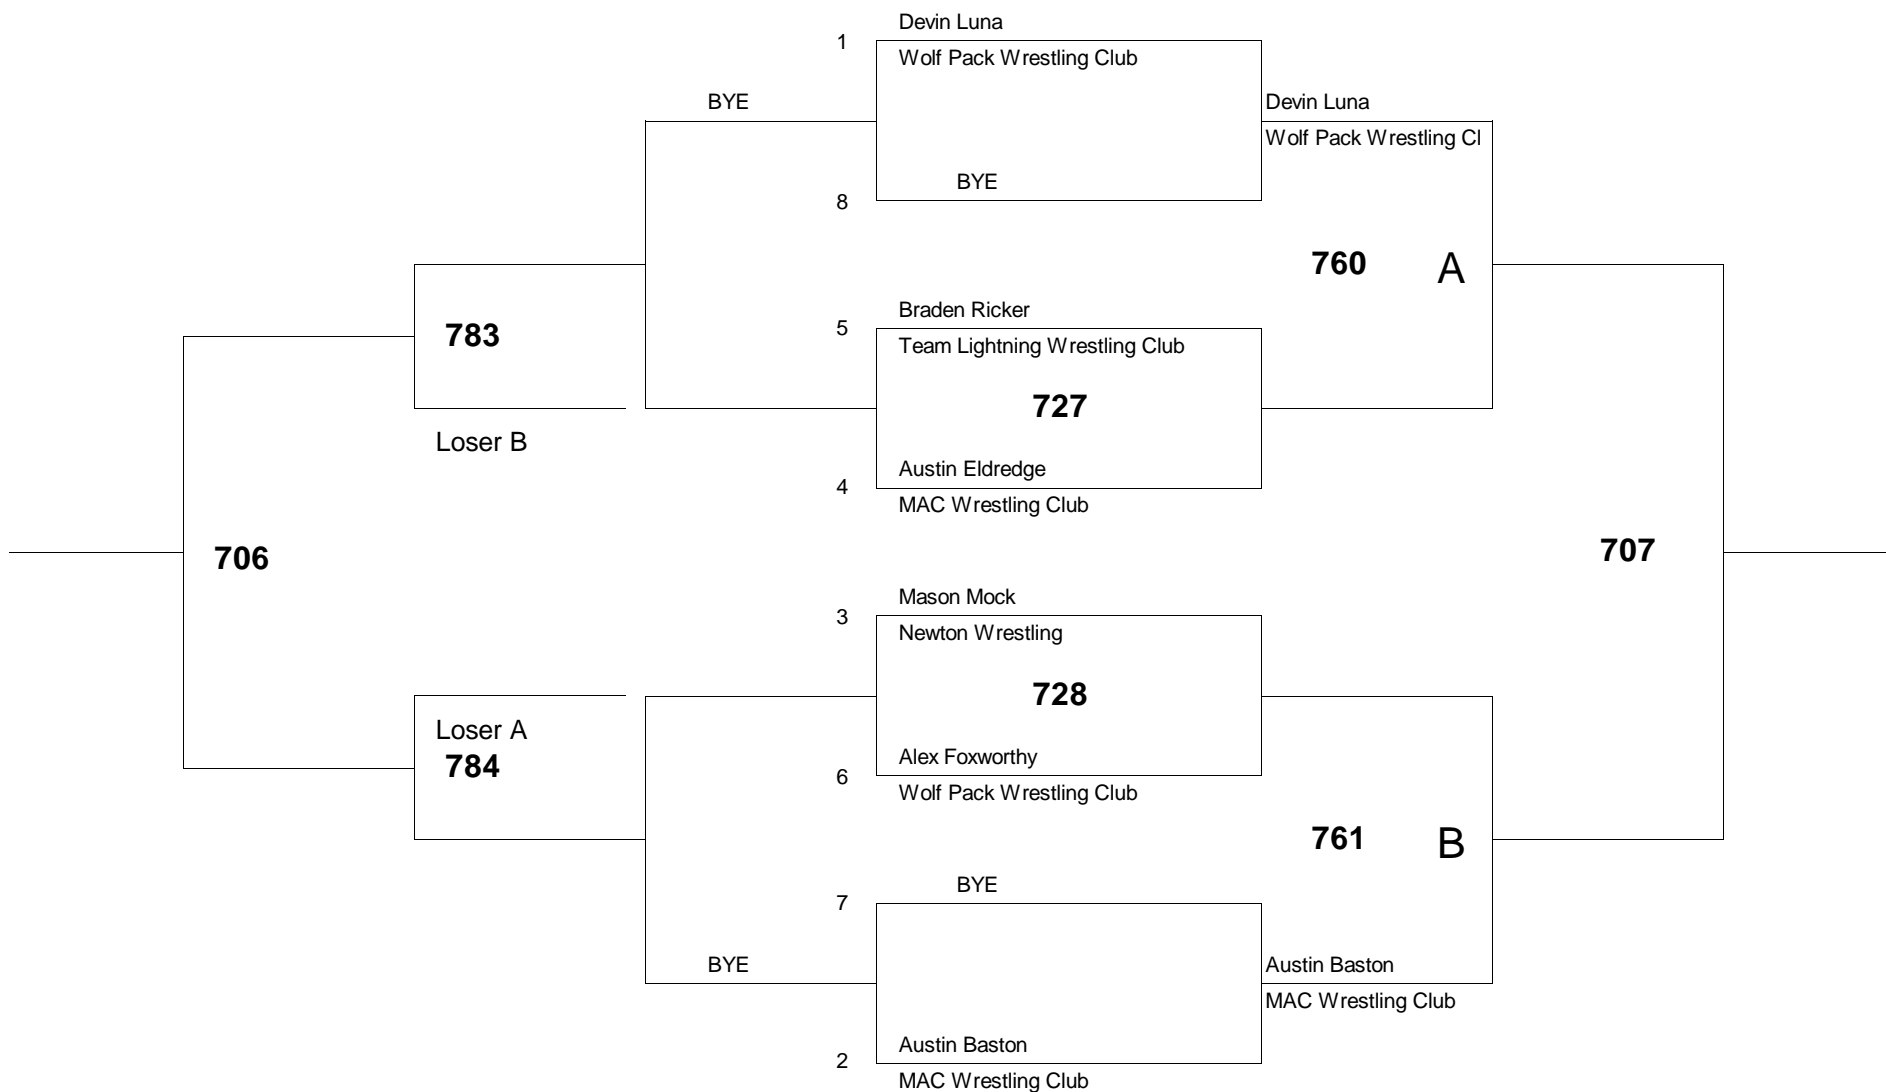 Devin Luna
1
Wolf Pack Wrestling Club
BYE
Devin Luna
Wolf Pack Wrestling Cl
BYE
8
760
A
Braden Ricker
5
783
Team Lightning Wrestling Club
727
Loser B
Austin Eldredge
4
MAC Wrestling Club
706
707
Mason Mock
3
Newton Wrestling
728
Loser A
784
Alex Foxworthy
6
Wolf Pack Wrestling Club
761
B
BYE
7
BYE
Austin Baston
MAC Wrestling Club
Austin Baston
2
MAC Wrestling Club